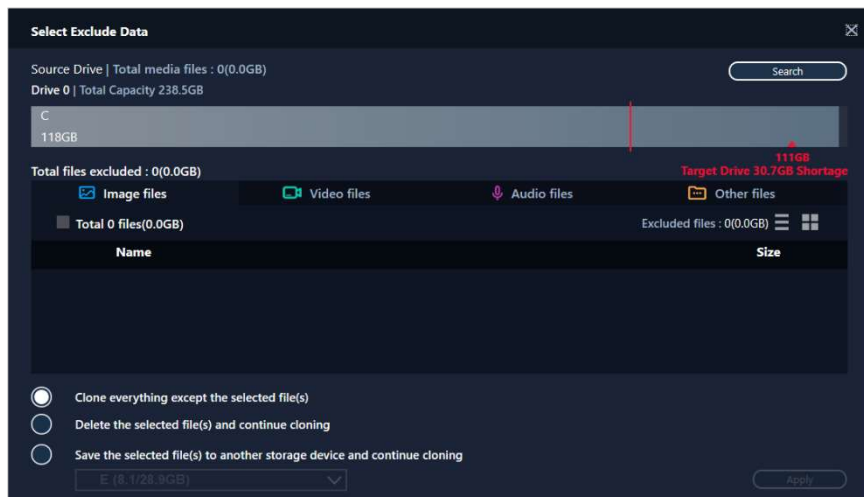 Select Exclude Data
Source Drive | Total media files : 0(0.0GB)
Search
Drive 0 | Total Capacity 238.5GB
C
118GB
111GB
Total files excluded : 0(0.0GB)
Target Drive 30.7GB Shortage
Image files Video files Audio files Other files
Total 0 files(0.0GB) Excluded files : 0(0.0GB)
Name Size
Clone everything except the selected file(s)
Delete the selected file(s) and continue cloning
Save the selected file(s) to another storage device and continue cloning
E (8.1/28.9GB)
Apply